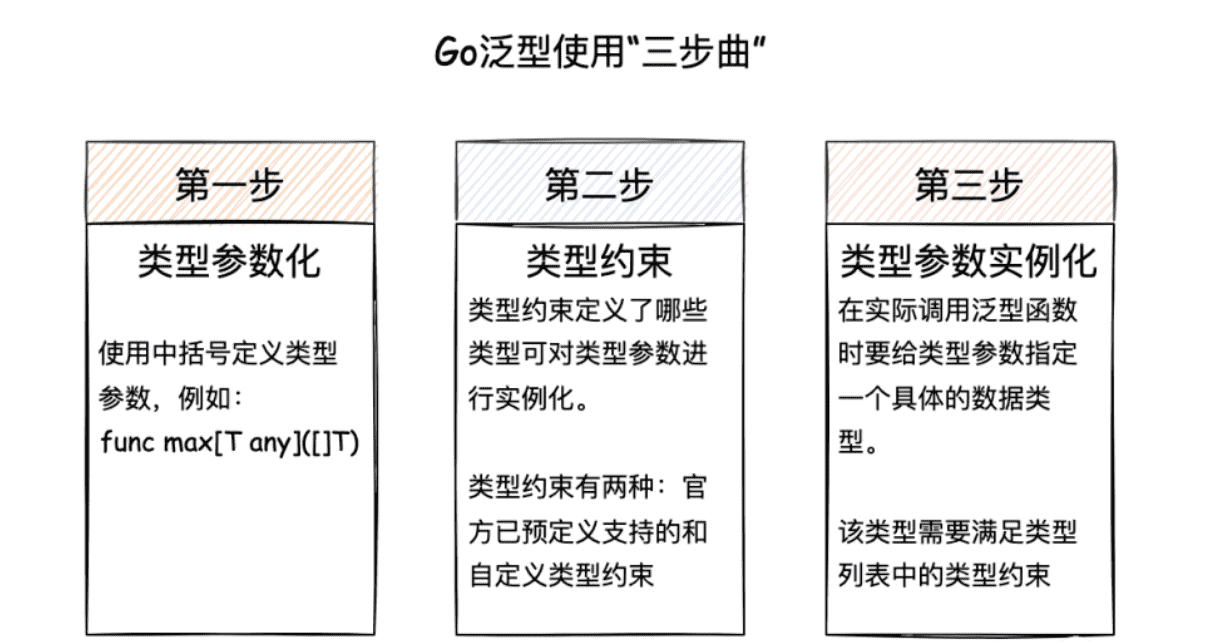 Go泛型使用“三步曲”
第一步
类型参数化
使用中括号定义类型
参数，例如：
func max[T any]([]T)
第二步
类型约束
类型约束定义了哪些
类型可对类型参数进
行实例化。
类型约束有两种：官
方已预定义支持的和
自定义类型约束
第三步
类型参数实例化
在实际调用泛型函数
时要给类型参数指定
一个具体的数据类
型。
该类型需要满足类型
列表中的类型约束